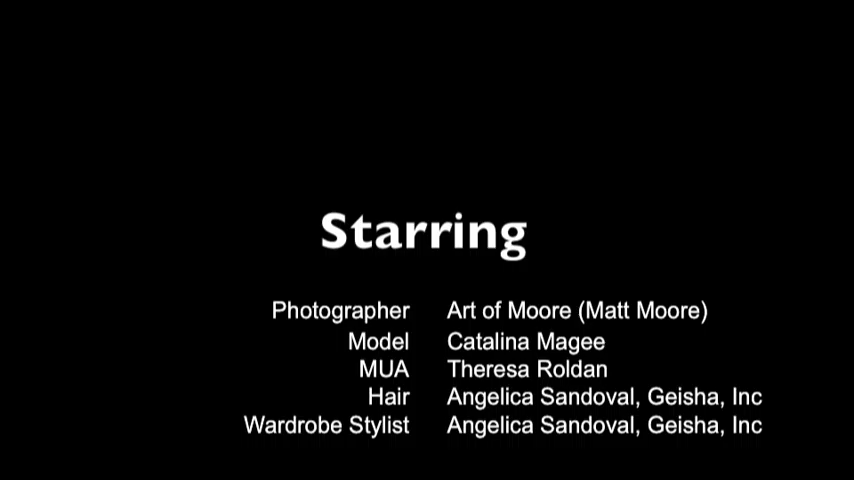 Starring
Photographer Art of Moore (Matt Moore)
Model Catalina Magee
MUA Theresa Roldan
Hair Angelica Sandoval, Geisha, Inc
Wardrobe Stylist Angelica Sandoval, Geisha, Inc